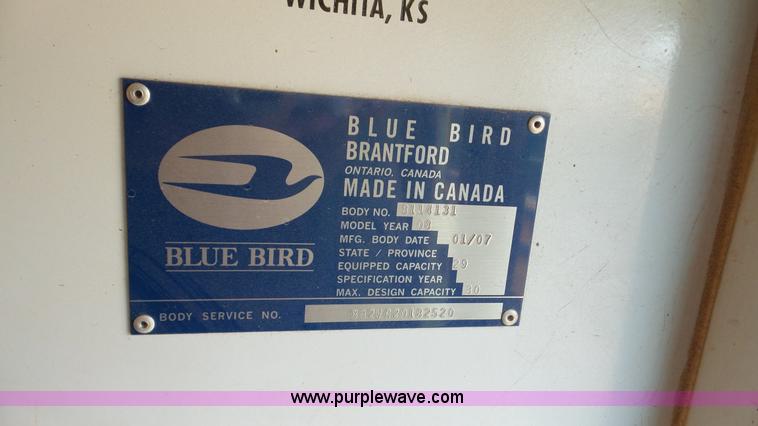 WICHITA, KS
BLUE BIRD
BRANTFORD
ONTARIO, CANADA
MADE IN CANADA
BODY NO.
MODEL YEAR
MFG. BODY DATE 01/07
STATE / PROVINCE
EQUIPPED CAPACITY 29
SPECIFICATION YEAR
MAX. DESIGN CAPACITY 30
BLUE BIRD
BODY SERVICE NO.
www.purplewave.com